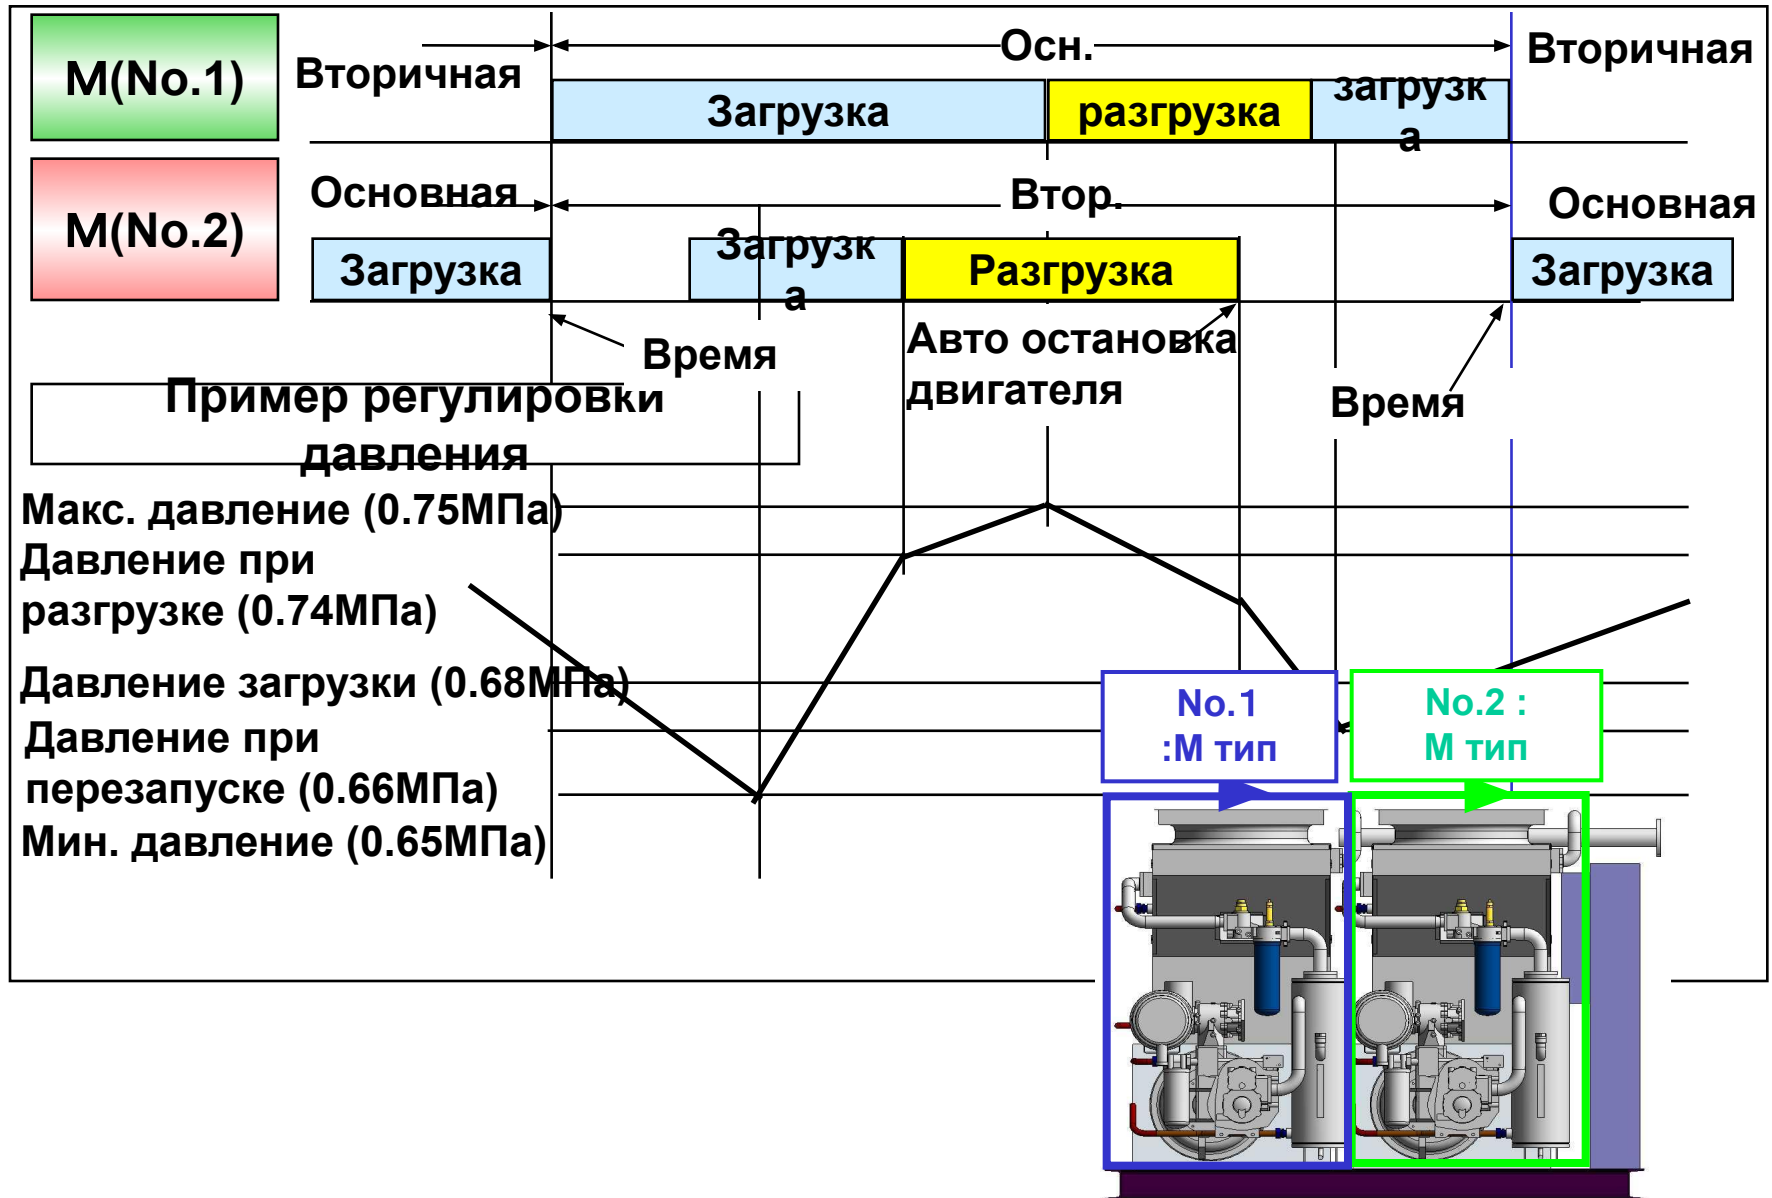 M(No.1)
Вторичная
Осн.
Вторичная
Загрузка
разгрузка
загрузк
а
M(No.2)
Основная
Втор.
Основная
Загрузка
Загрузк
а
Разгрузка
Загрузка
Время
Авто остановка
двигателя
Время
Пример регулировки
давления
Макс. давление (0.75МПа)
Давление при
разгрузке (0.74МПа)
Давление загрузки (0.68МПа)
Давление при
перезапуске (0.66МПа)
Мин. давление (0.65МПа)
No.1
:М тип
No.2 :
М тип